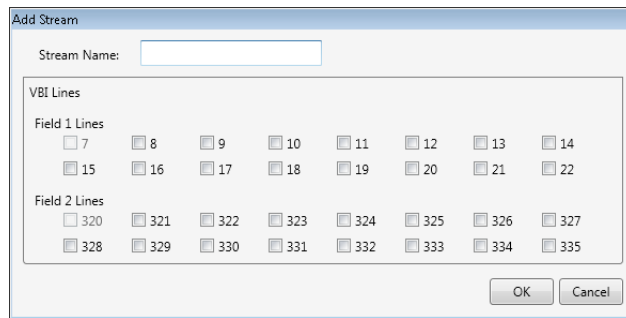 Add Stream
Stream Name:
VBI Lines
Field 1 Lines
7 8 9 10 11 12 13 14
15 16 17 18 19 20 21 22
Field 2 Lines
320 321 322 323 324 325 326 327
328 329 330 331 332 333 334 335
OK Cancel